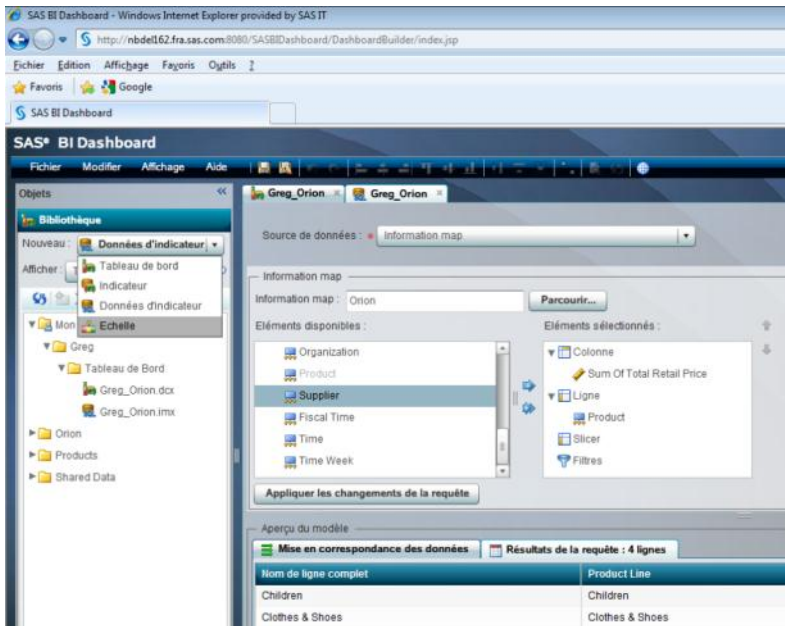 SAS BI Dashboard - Windows Internet Explorer provided by SAS IT
http://nbdel162.fra.sas.com:8080/SASBIDashboard/DashboardBuilder/index.jsp
Fichier Edition Affichage Favoris Outils ?
Favoris Google
SAS BI Dashboard
SAS® BI Dashboard
Fichier Modifier Affichage Aide
Objets
Greg_Orion × Greg_Orion ×
Bibliothèque
Nouveau : Données d'indicateur
Source de données : * Information map
Afficher :
Tableau de bord
Indicateur
Données d'indicateur
Echelle
Information map
Information map : Orion Parcourir...
Eléments disponibles : Eléments sélectionnés :
Mon
Greg
Tableau de Bord
Greg_Orion.dcx
Greg_Orion.imx
Orion
Products
Shared Data
Organization
Product
Supplier
Fiscal Time
Time
Time Week
Colonne
Sum Of Total Retail Price
Ligne
Product
Slicer
Filtres
Appliquer les changements de la requête
Aperçu du modèle
Mise en correspondance des données Résultats de la requête : 4 lignes
Nom de ligne complet Product Line
Children Children
Clothes & Shoes Clothes & Shoes